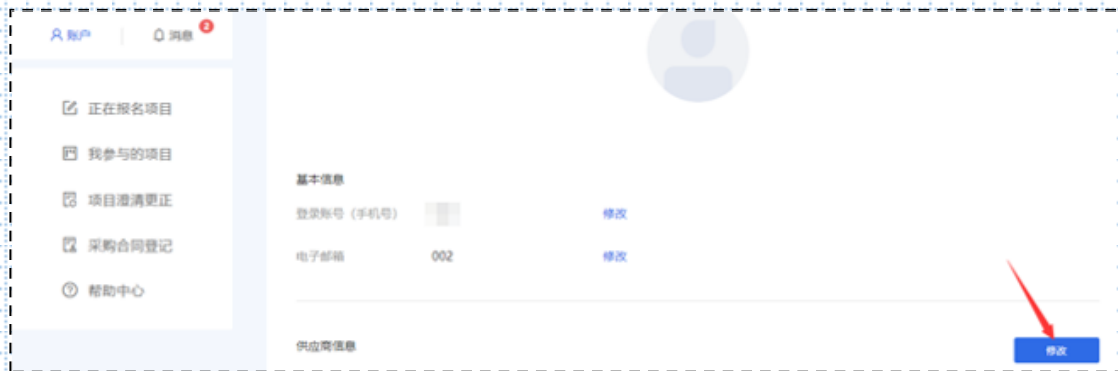 账户 消息 2
正在报名项目
我参与的项目
项目澄清更正
采购合同登记
帮助中心
基本信息
登录账号（手机号） 修改
电子邮箱 002 修改
供应商信息 修改